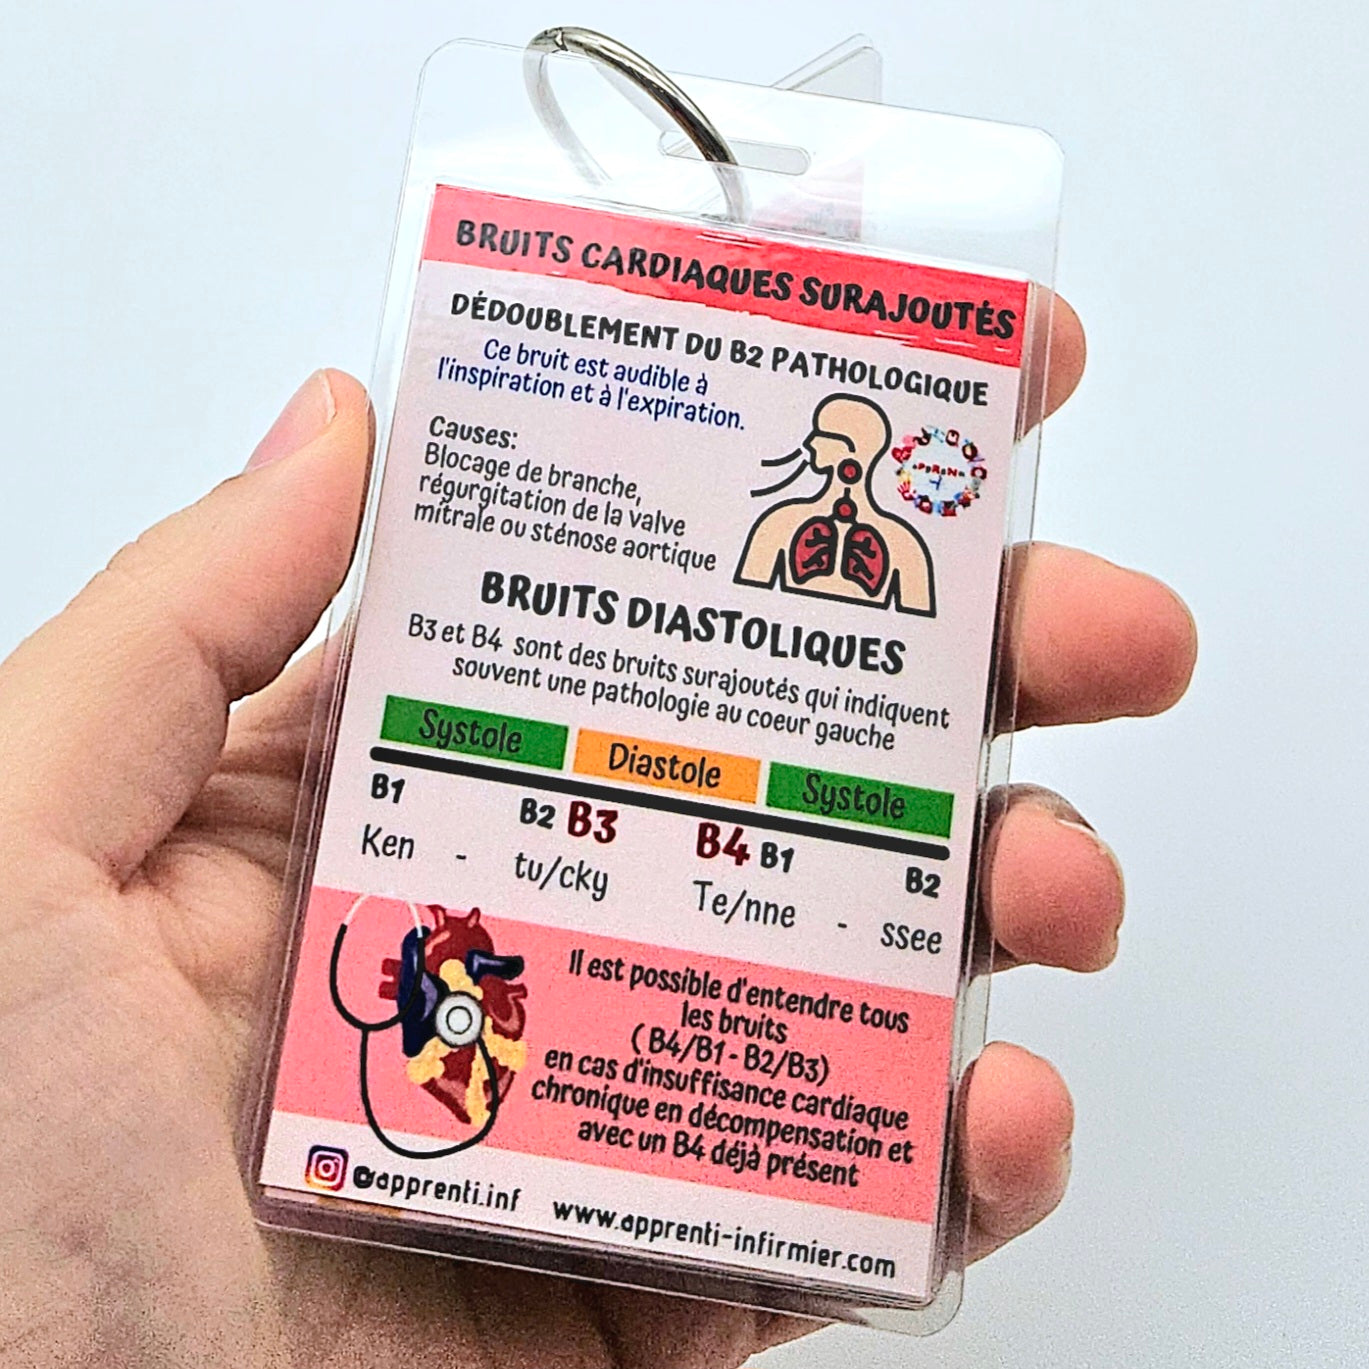 BRUITS CARDIAQUES SURAJOUTÉS
DÉDOUBLEMENT DU B2 PATHOLOGIQUE
Ce bruit est audible à
l'inspiration et à l'expiration.
Causes:
Blocage de branche,
régurgitation de la valve
mitrale ou sténose aortique
BRUITS DIASTOLIQUES
B3 et B4 sont des bruits surajoutés qui indiquent
souvent une pathologie au coeur gauche
Systole Diastole Systole
B1 B2 B3 B4 B1 B2
Ken - tu/cky Te/nne - ssee
Il est possible d'entendre tous
les bruits
( B4/B1 - B2/B3)
en cas d'insuffisance cardiaque
chronique en décompensation et
avec un B4 déjà présent
@apprenti.inf www.apprenti-infirmier.com